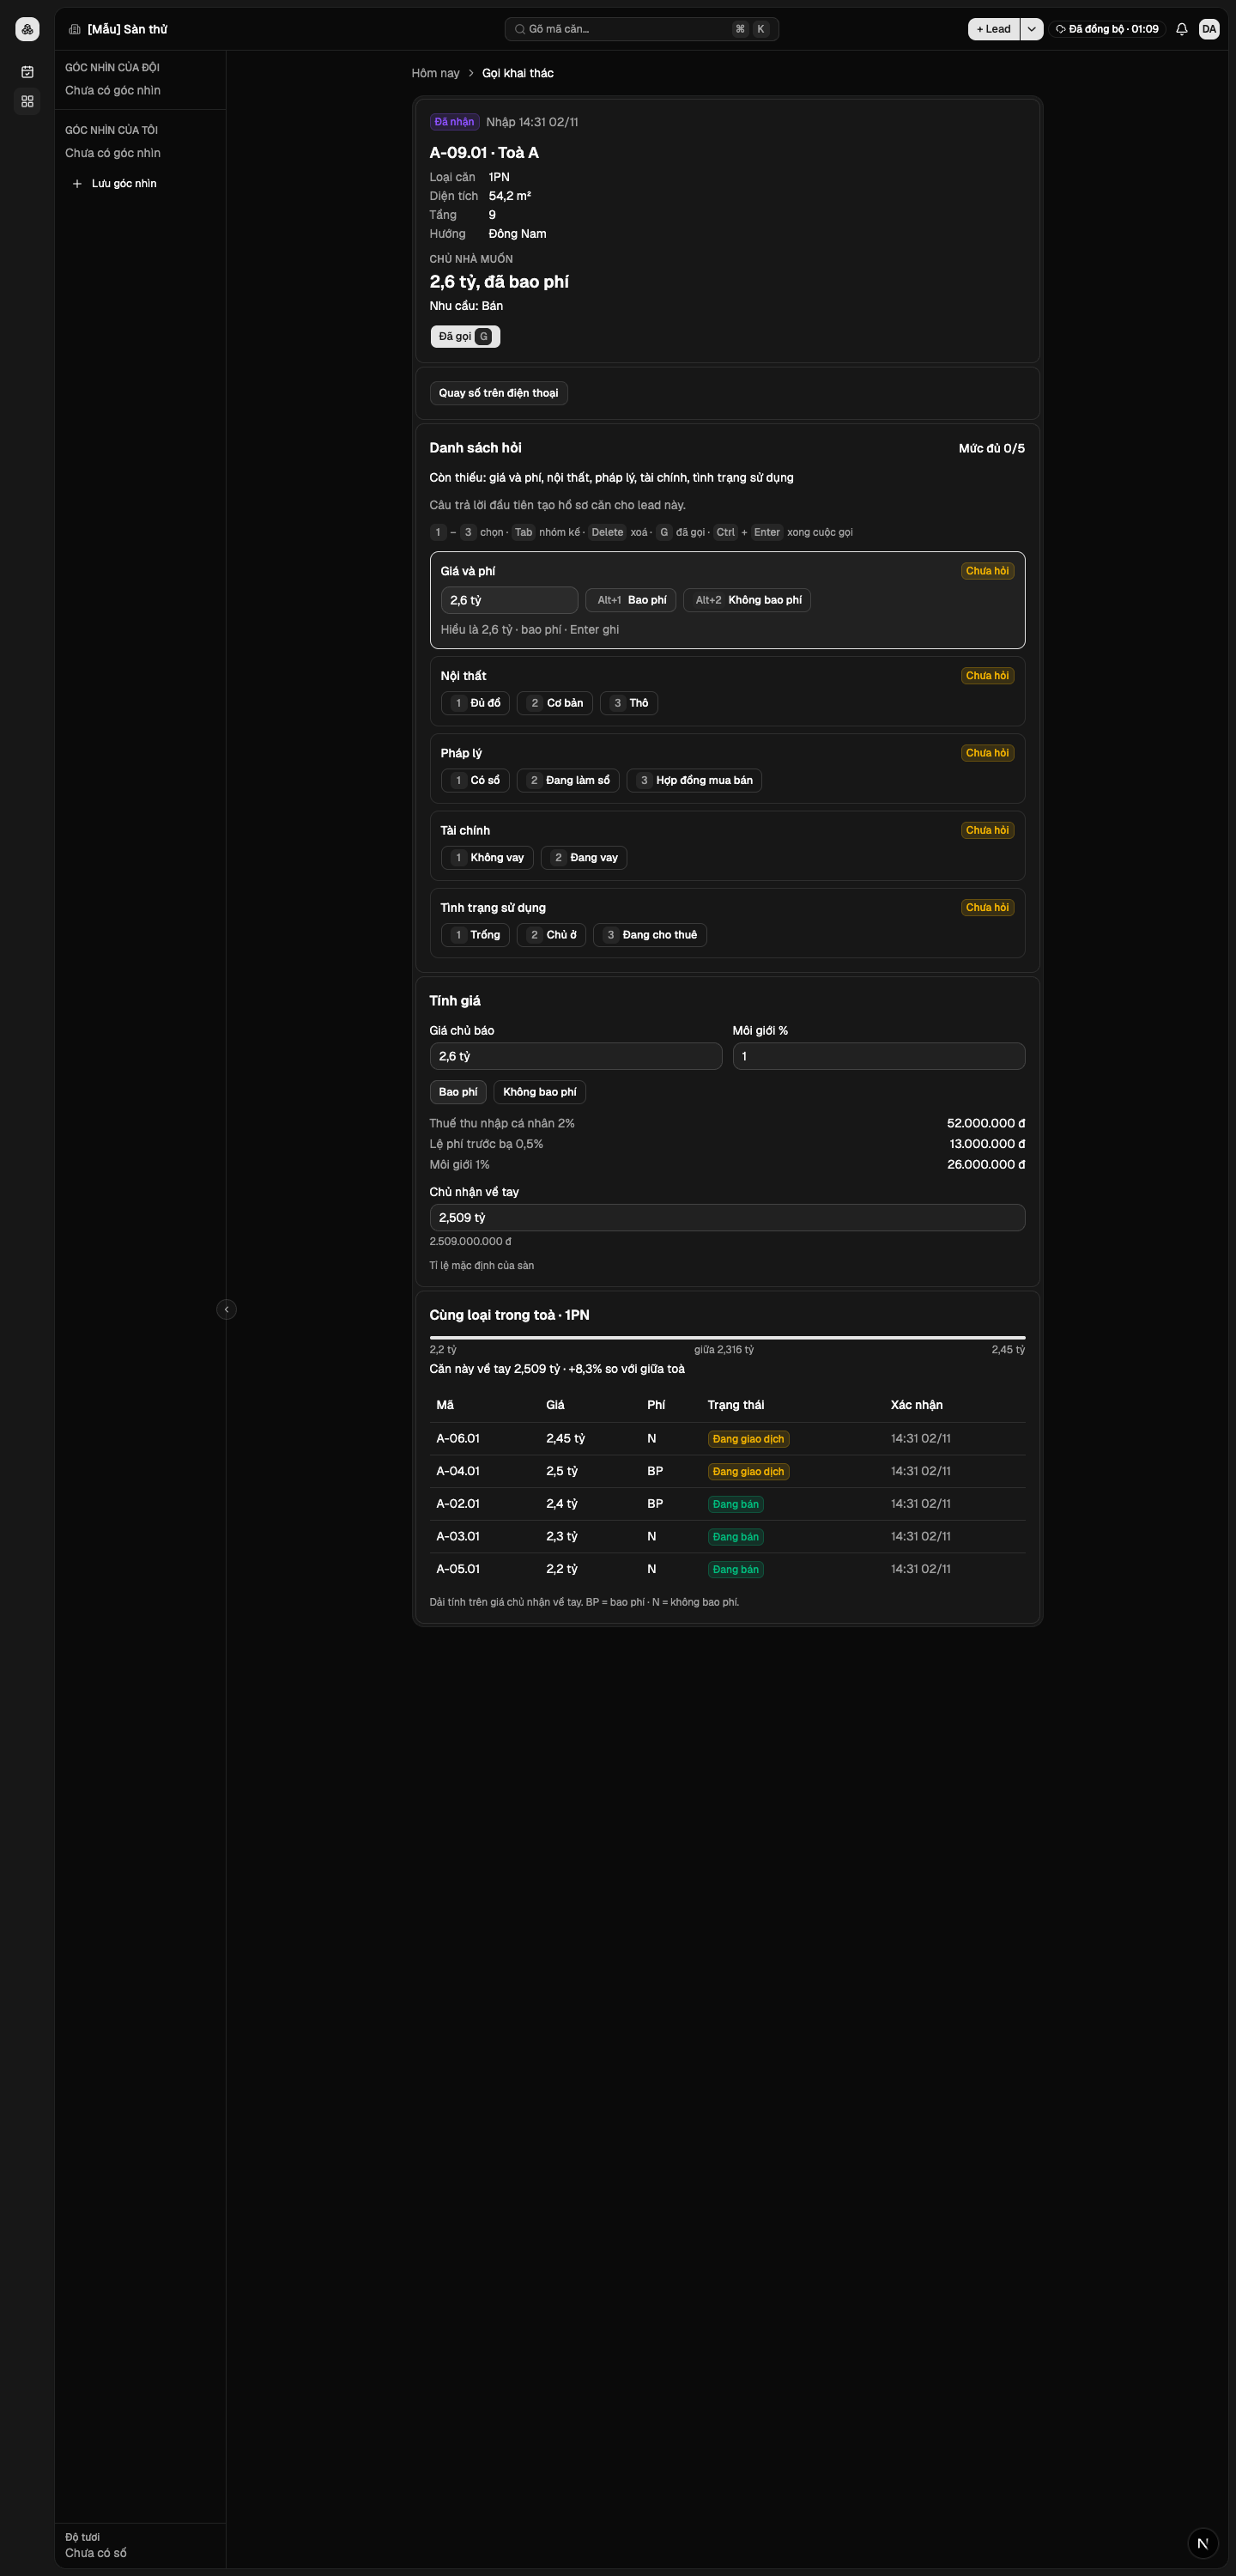 [Mẫu] Sàn thử
Gõ mã căn...
⌘ K
+ Lead
Đã đồng bộ · 01:09
DA
GÓC NHÌN CỦA ĐỘI
Chưa có góc nhìn
GÓC NHÌN CỦA TÔI
Chưa có góc nhìn
Lưu góc nhìn
Hôm nay > Gọi khai thác
Đã nhận Nhập 14:31 02/11
A-09.01 · Toà A
Loại căn 1PN
Diện tích 54,2 m²
Tầng 9
Hướng Đông Nam
CHỦ NHÀ MUỐN
2,6 tỷ, đã bao phí
Nhu cầu: Bán
Đã gọi G
Quay số trên điện thoại
Danh sách hỏi Mức đủ 0/5
Còn thiếu: giá và phí, nội thất, pháp lý, tài chính, tình trạng sử dụng
Câu trả lời đầu tiên tạo hồ sơ căn cho lead này.
1 – 3 chọn · Tab nhóm kế · Delete xoá · G đã gọi · Ctrl + Enter xong cuộc gọi
Giá và phí Chưa hỏi
2,6 tỷ Alt+1 Bao phí Alt+2 Không bao phí
Hiểu là 2,6 tỷ · bao phí · Enter ghi
Nội thất Chưa hỏi
1 Đủ đồ 2 Cơ bản 3 Thô
Pháp lý Chưa hỏi
1 Có sổ 2 Đang làm sổ 3 Hợp đồng mua bán
Tài chính Chưa hỏi
1 Không vay 2 Đang vay
Tình trạng sử dụng Chưa hỏi
1 Trống 2 Chủ ở 3 Đang cho thuê
Tính giá
Giá chủ báo Môi giới %
2,6 tỷ 1
Bao phí Không bao phí
Thuế thu nhập cá nhân 2% 52.000.000 đ
Lệ phí trước bạ 0,5% 13.000.000 đ
Môi giới 1% 26.000.000 đ
Chủ nhận về tay
2,509 tỷ
2.509.000.000 đ
Tỉ lệ mặc định của sàn
Cùng loại trong toà · 1PN
2,2 tỷ giữa 2,316 tỷ 2,45 tỷ
Căn này về tay 2,509 tỷ · +8,3% so với giữa toà
Mã Giá Phí Trạng thái Xác nhận
A-06.01 2,45 tỷ N Đang giao dịch 14:31 02/11
A-04.01 2,5 tỷ BP Đang giao dịch 14:31 02/11
A-02.01 2,4 tỷ BP Đang bán 14:31 02/11
A-03.01 2,3 tỷ N Đang bán 14:31 02/11
A-05.01 2,2 tỷ N Đang bán 14:31 02/11
Dải tính trên giá chủ nhận về tay. BP = bao phí · N = không bao phí.
Độ tươi
Chưa có số
N